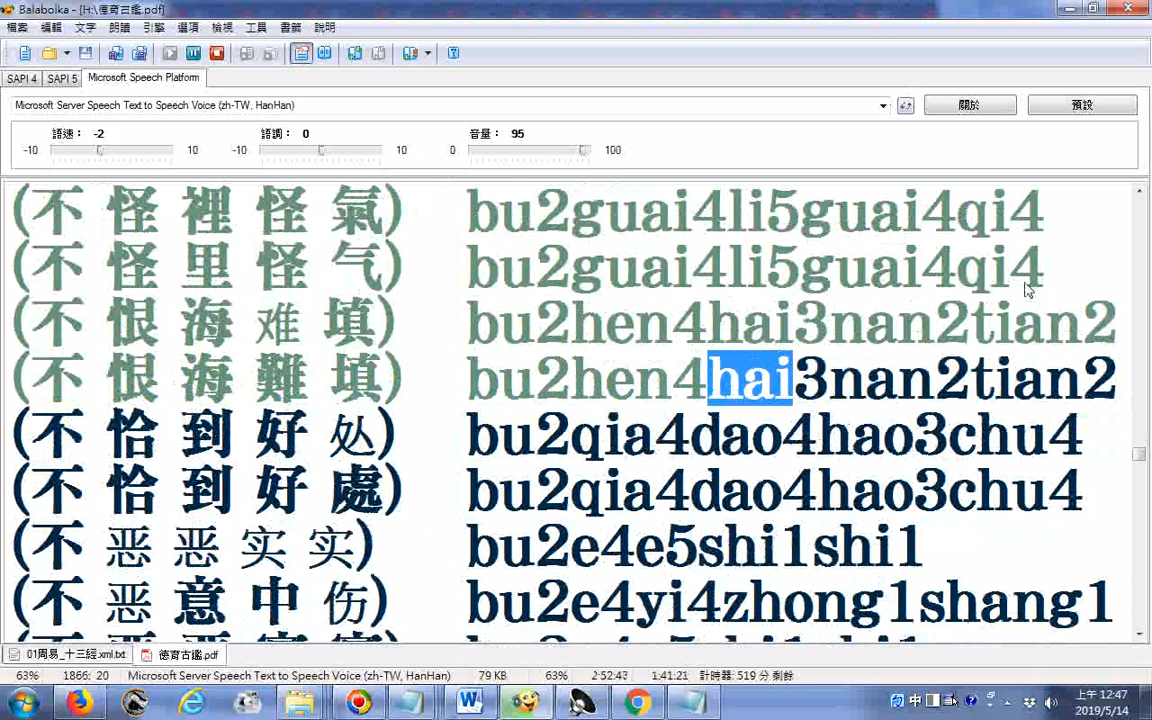 Balabolka - [H:\德育古鑑.pdf]
檔案 編輯 文字 朗讀 引擎 選項 檢視 工具 書籤 說明
SAPI 4 SAPI 5 Microsoft Speech Platform
Microsoft Server Speech Text to Speech Voice (zh-TW, HanHan) 關於 預設
語速： -2 語調： 0 音量： 95
-10 10 -10 10 0 100
(不怪裡怪氣) bu2guai4li5guai4qi4
(不怪里怪气) bu2guai4li5guai4qi4
(不恨海难填) bu2hen4hai3nan2tian2
(不恨海難填) bu2hen4hai3nan2tian2
(不恰到好处) bu2qia4dao4hao3chu4
(不恰到好處) bu2qia4dao4hao3chu4
(不恶恶实实) bu2e4e5shi1shi1
(不恶意中伤) bu2e4yi4zhong1shang1
01周易_十三經.xml.txt 德育古鑑.pdf
63% 1866: 20 Microsoft Server Speech Text to Speech Voice (zh-TW, HanHan) 79 KB 63% 2:52:43 1:41:21 計時器: 519 分 剩餘
中 上午 12:47
2019/5/14